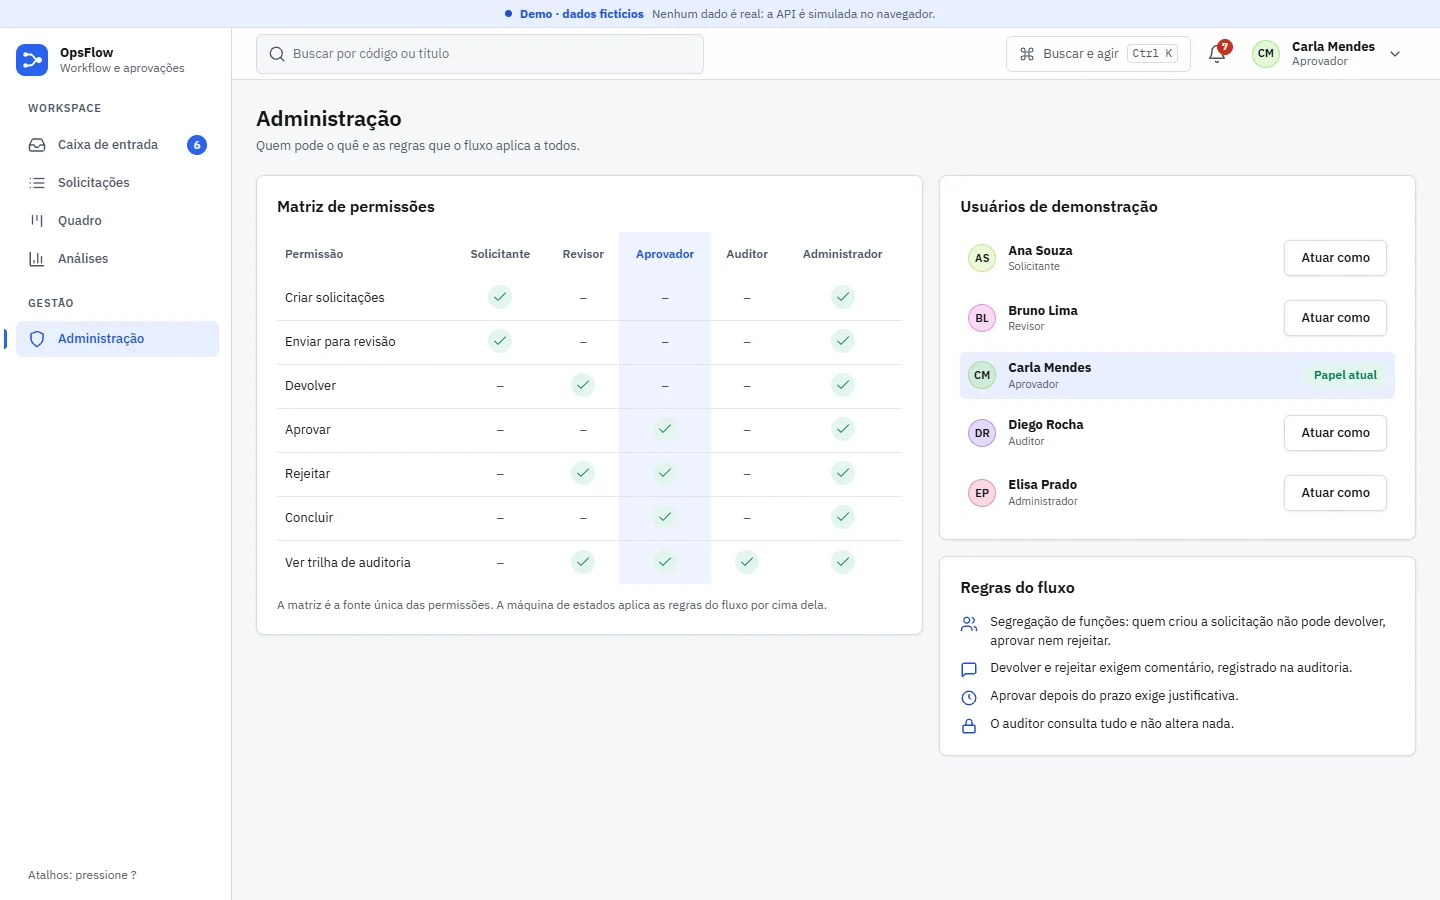 Demo · dados fictícios Nenhum dado é real: a API é simulada no navegador.
OpsFlow
Workflow e aprovações
Buscar por código ou título
Buscar e agir Ctrl K
7
CM
Carla Mendes
Aprovador
WORKSPACE
Caixa de entrada 6
Solicitações
Quadro
Análises
GESTÃO
Administração
Atalhos: pressione ?
Administração
Quem pode o quê e as regras que o fluxo aplica a todos.
Matriz de permissões
Permissão Solicitante Revisor Aprovador Auditor Administrador
Criar solicitações – – –
Enviar para revisão – – –
Devolver – – –
Aprovar – – –
Rejeitar – –
Concluir – – –
Ver trilha de auditoria –
A matriz é a fonte única das permissões. A máquina de estados aplica as regras do fluxo por cima dela.
Usuários de demonstração
AS Ana Souza Atuar como
Solicitante
BL Bruno Lima Atuar como
Revisor
CM Carla Mendes Papel atual
Aprovador
DR Diego Rocha Atuar como
Auditor
EP Elisa Prado Atuar como
Administrador
Regras do fluxo
Segregação de funções: quem criou a solicitação não pode devolver,
aprovar nem rejeitar.
Devolver e rejeitar exigem comentário, registrado na auditoria.
Aprovar depois do prazo exige justificativa.
O auditor consulta tudo e não altera nada.